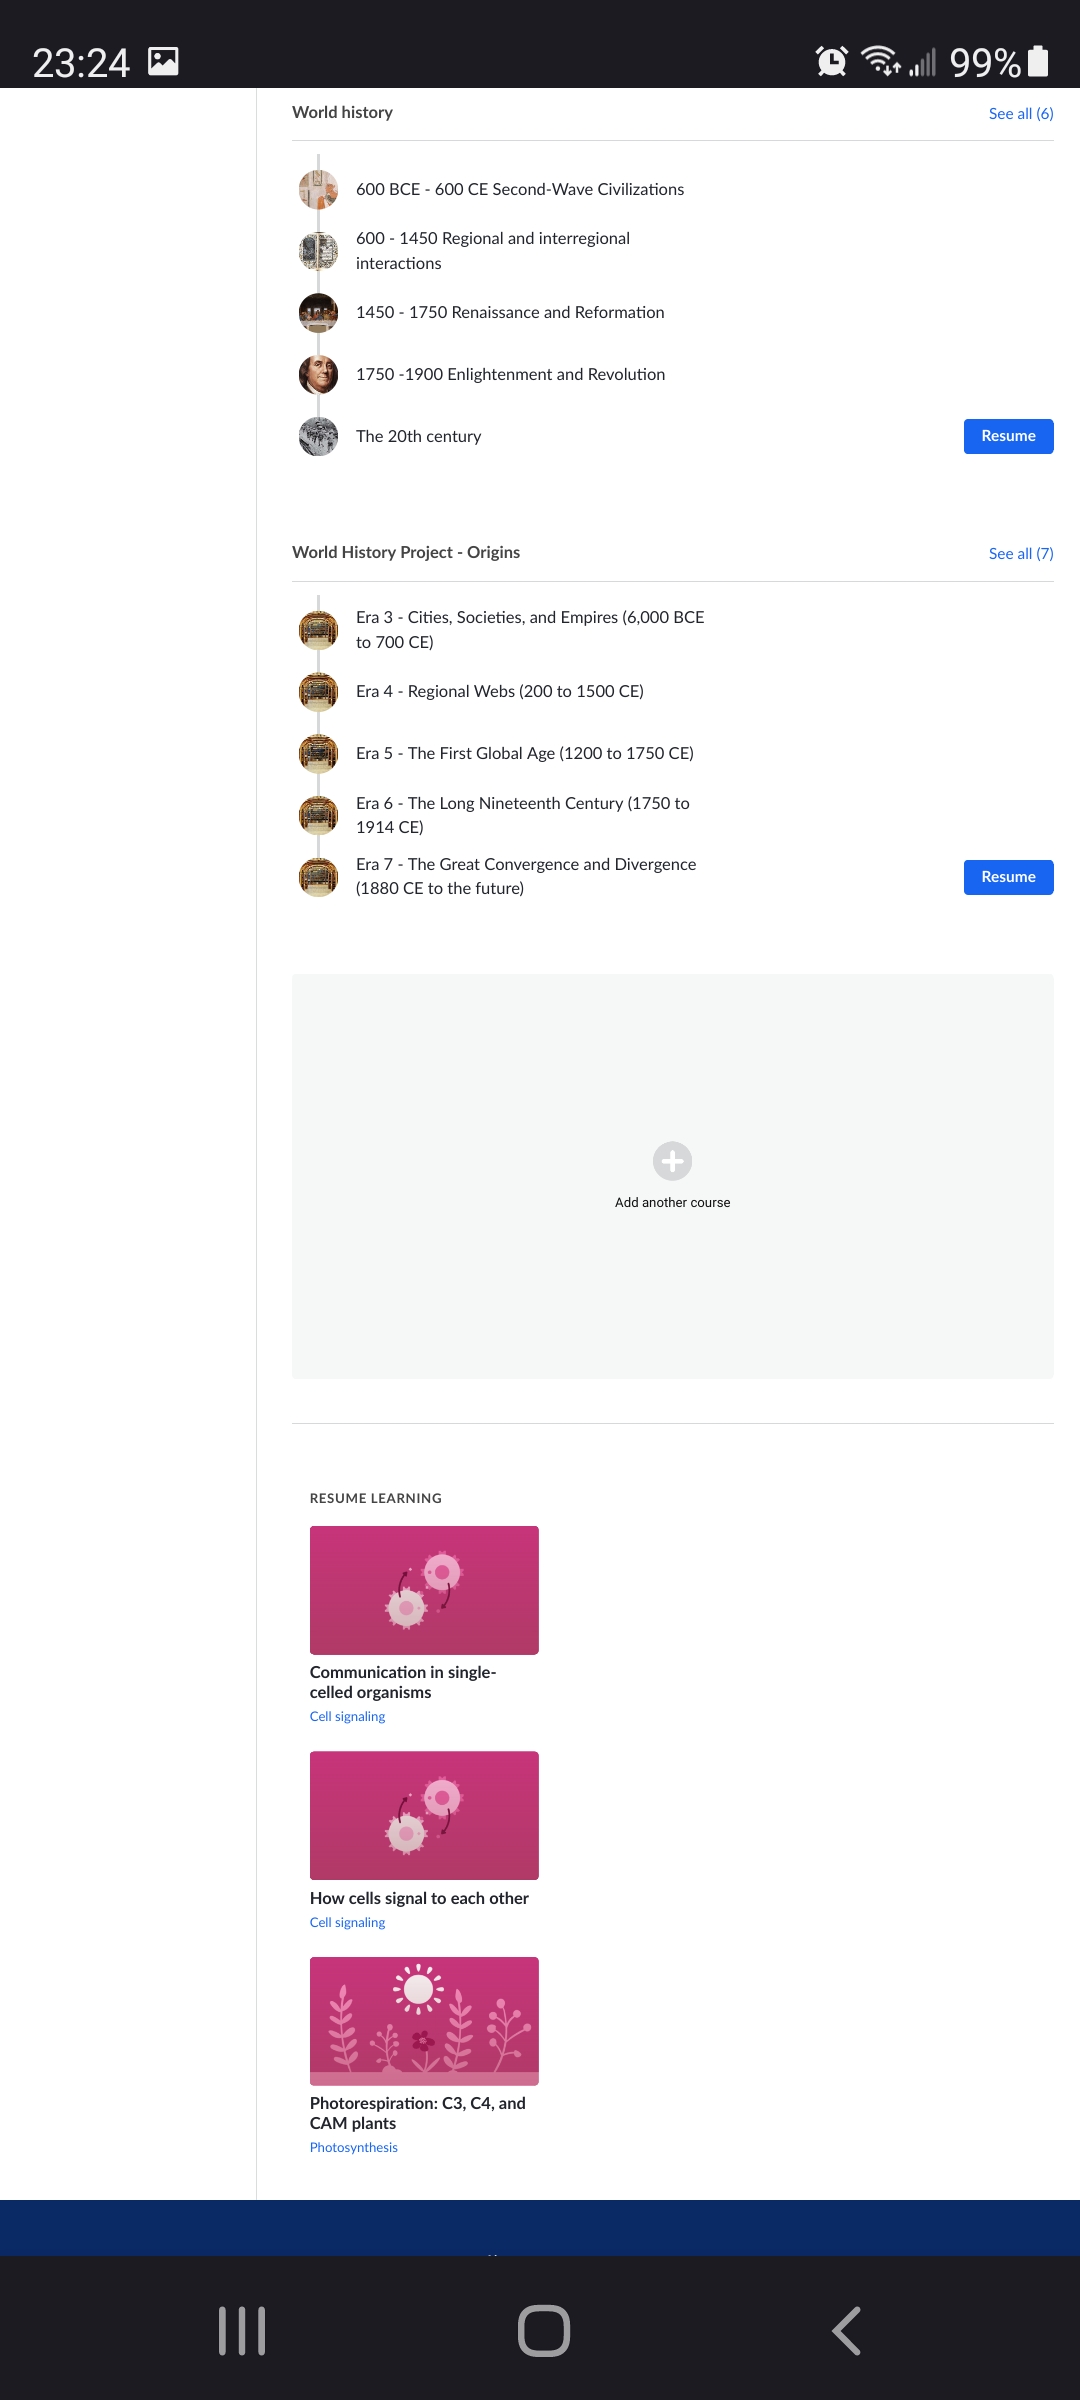 23:24
99%
World history
See all (6)
600 BCE - 600 CE Second-Wave Civilizations
600 - 1450 Regional and interregional
interactions
1450 - 1750 Renaissance and Reformation
1750 -1900 Enlightenment and Revolution
The 20th century
Resume
World History Project - Origins
See all (7)
Era 3 - Cities, Societies, and Empires (6,000 BCE
to 700 CE)
Era 4 - Regional Webs (200 to 1500 CE)
Era 5 - The First Global Age (1200 to 1750 CE)
Era 6 - The Long Nineteenth Century (1750 to
1914 CE)
Era 7 - The Great Convergence and Divergence
(1880 CE to the future)
Resume
Add another course
RESUME LEARNING
Communication in single-
celled organisms
Cell signaling
How cells signal to each other
Cell signaling
Photorespiration: C3, C4, and
CAM plants
Photosynthesis